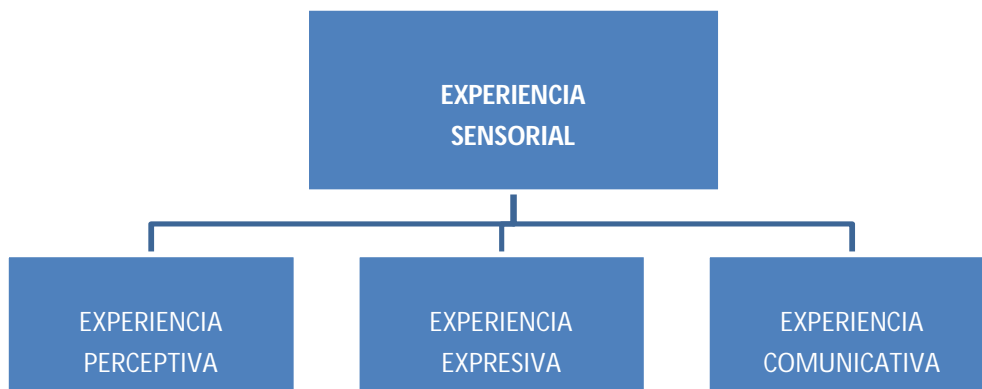 EXPERIENCIA
SENSORIAL
EXPERIENCIA
PERCEPTIVA
EXPERIENCIA
EXPRESIVA
EXPERIENCIA
COMUNICATIVA